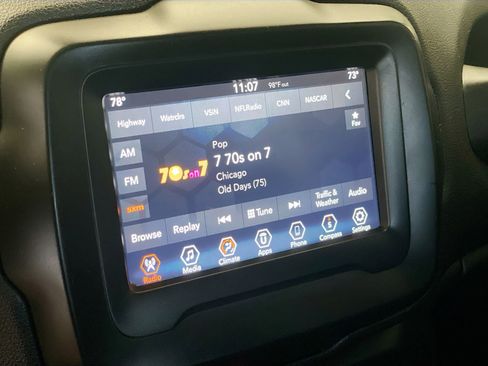 78° 11:07 98°F out 73°
Highway Watrclrs VSN NFLRadio CNN NASCAR
Fav
AM
FM
sxm
70s on 7
Pop
7 70s on 7
Chicago
Old Days (75)
Browse Replay Tune Traffic & Weather Audio
Radio Media Climate Apps Phone Compass Settings